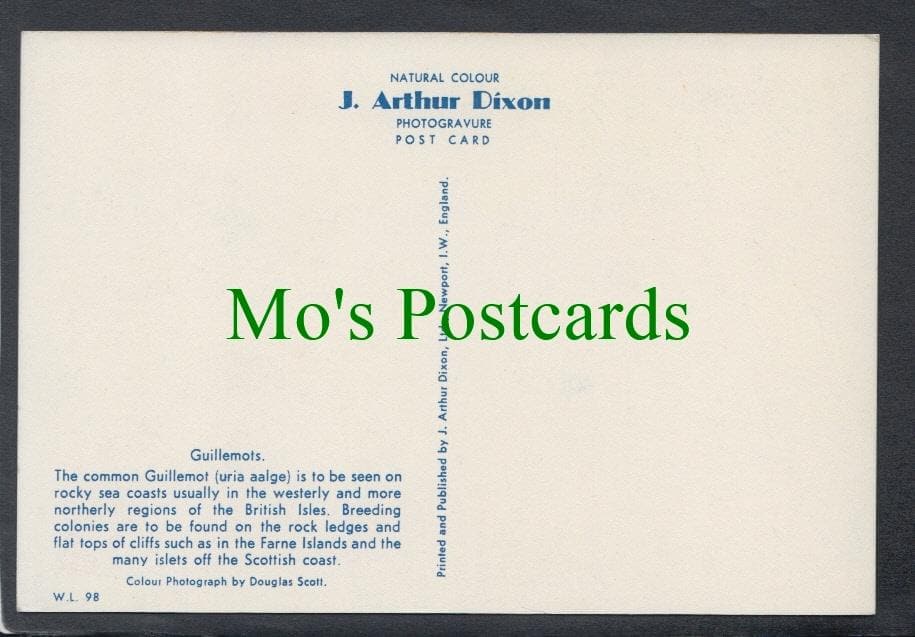 NATURAL COLOUR
J. Arthur Dixon
PHOTOGRAVURE
POST CARD
Printed and Published by J. Arthur Dixon, Ltd., Newport, I.W., England.
Mo's Postcards
Guillemots.
The common Guillemot (uria aalge) is to be seen on
rocky sea coasts usually in the westerly and more
northerly regions of the British Isles. Breeding
colonies are to be found on the rock ledges and
flat tops of cliffs such as in the Farne Islands and the
many islets off the Scottish coast.
Colour Photograph by Douglas Scott.
W.L. 98